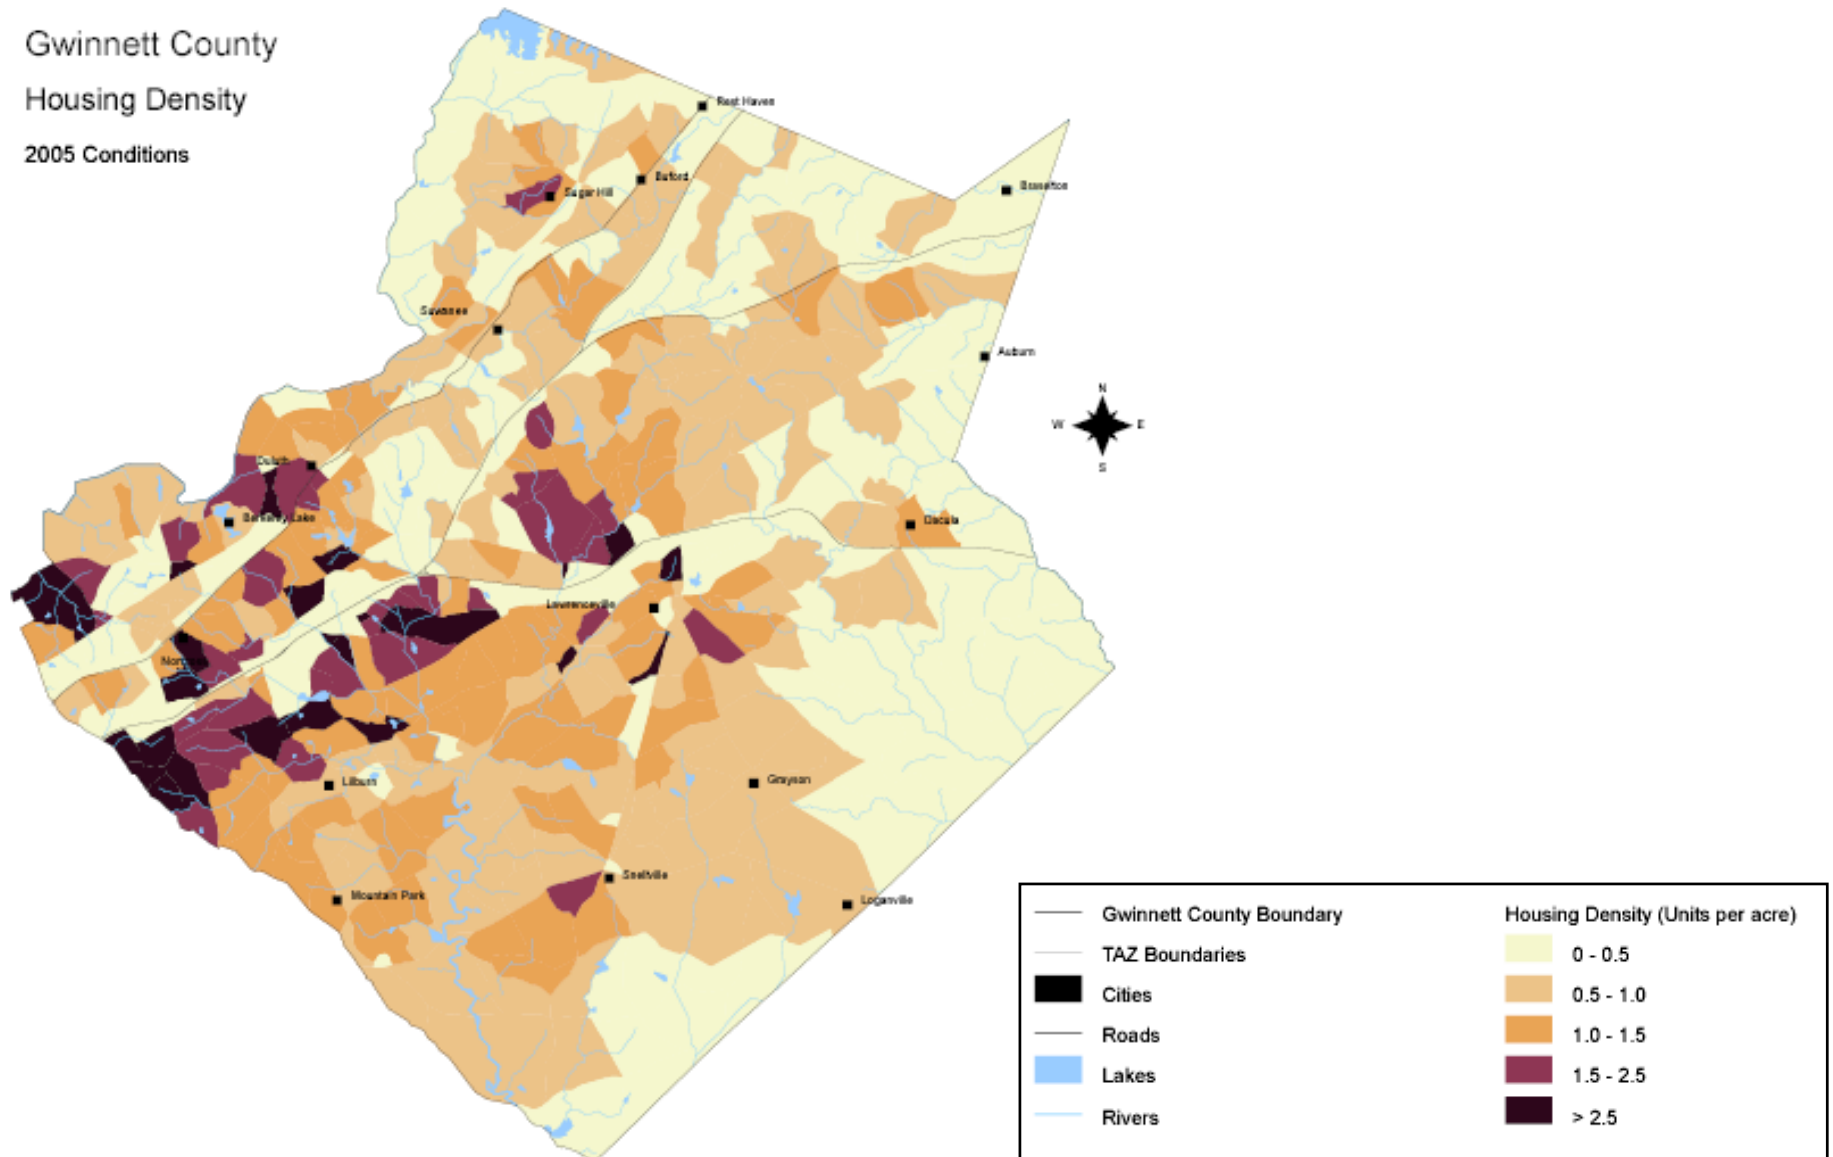 Gwinnett County
Housing Density
2005 Conditions
Rest Haven
Braselton
Buford
Sugar Hill
Suwanee
Auburn
N
W E
S
Duluth
Berkeley Lake
Dacula
Lawrenceville
Lilburn
Grayson
Snellville
Mountain Park
Loganville
Gwinnett County Boundary
TAZ Boundaries
Cities
Roads
Lakes
Rivers
Housing Density (Units per acre)
0 - 0.5
0.5 - 1.0
1.0 - 1.5
1.5 - 2.5
> 2.5